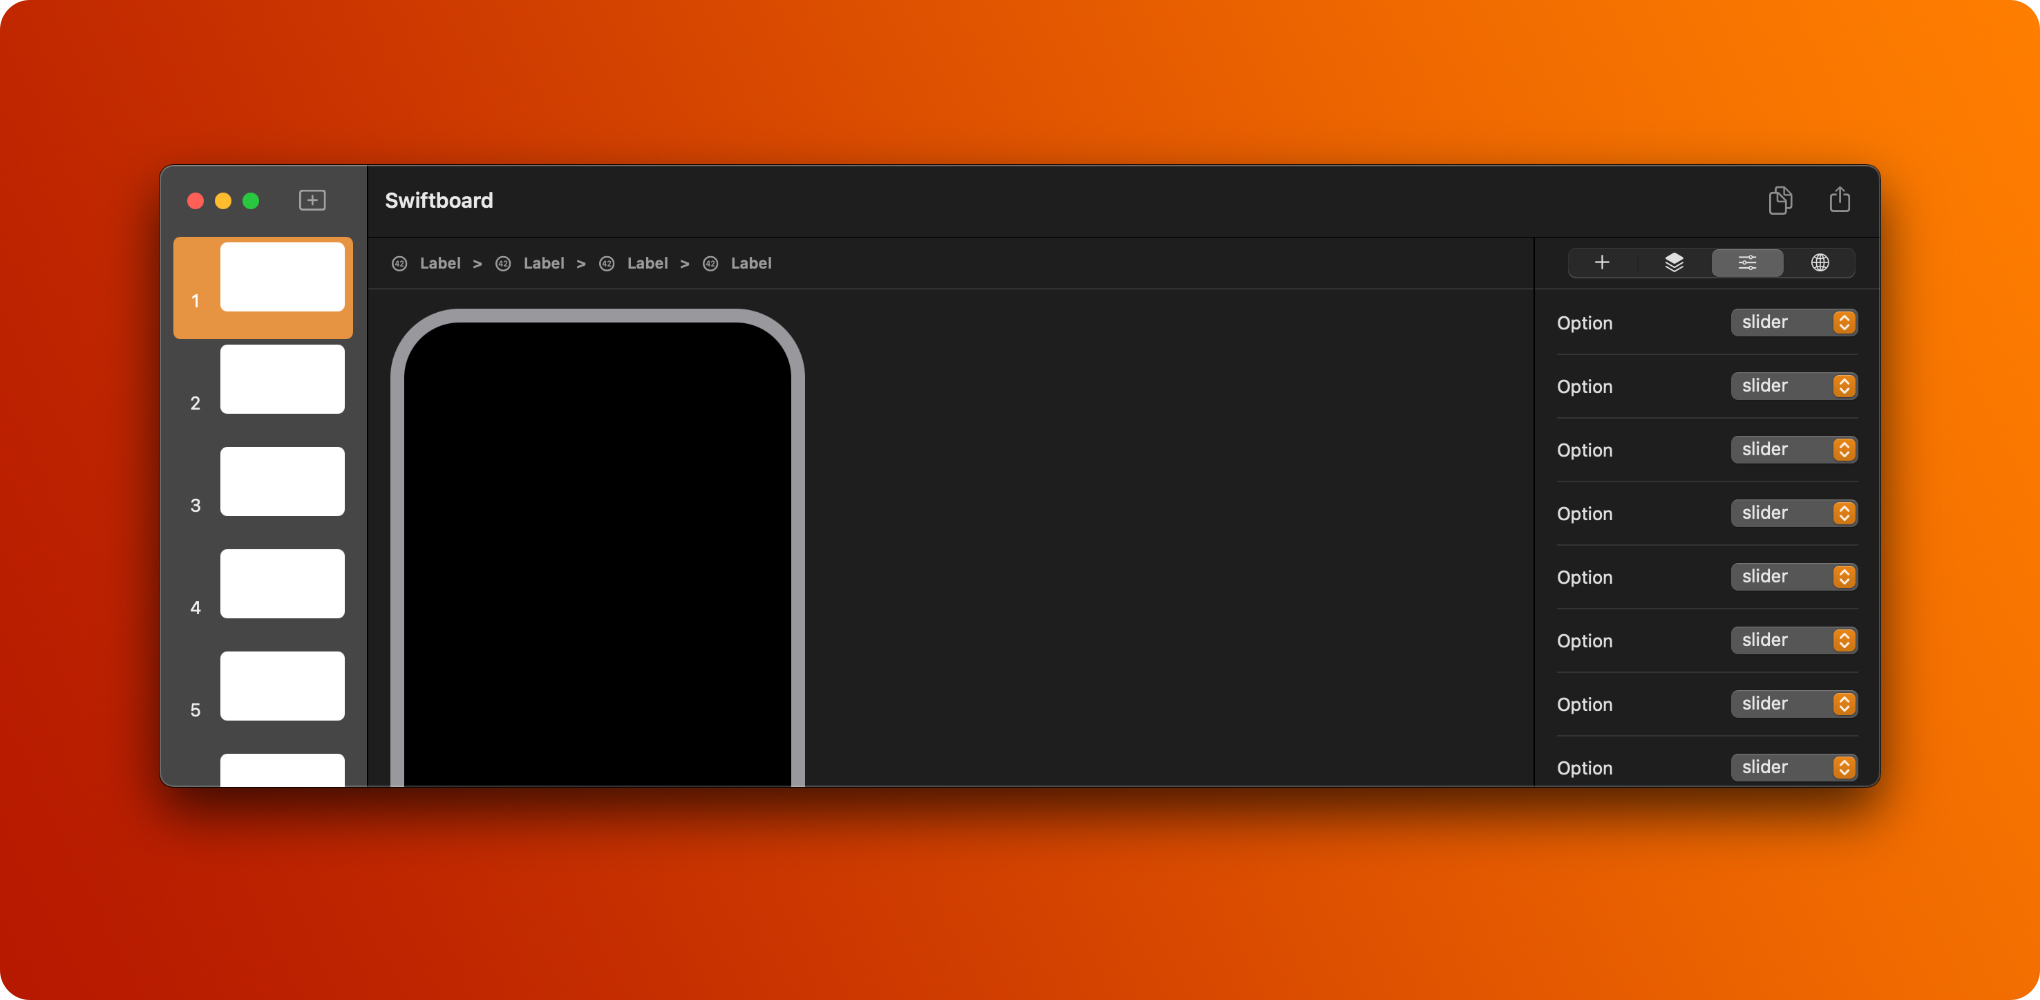 Swiftboard
42 Label > 42 Label > 42 Label > 42 Label
1
2
3
4
5
Option slider
Option slider
Option slider
Option slider
Option slider
Option slider
Option slider
Option slider